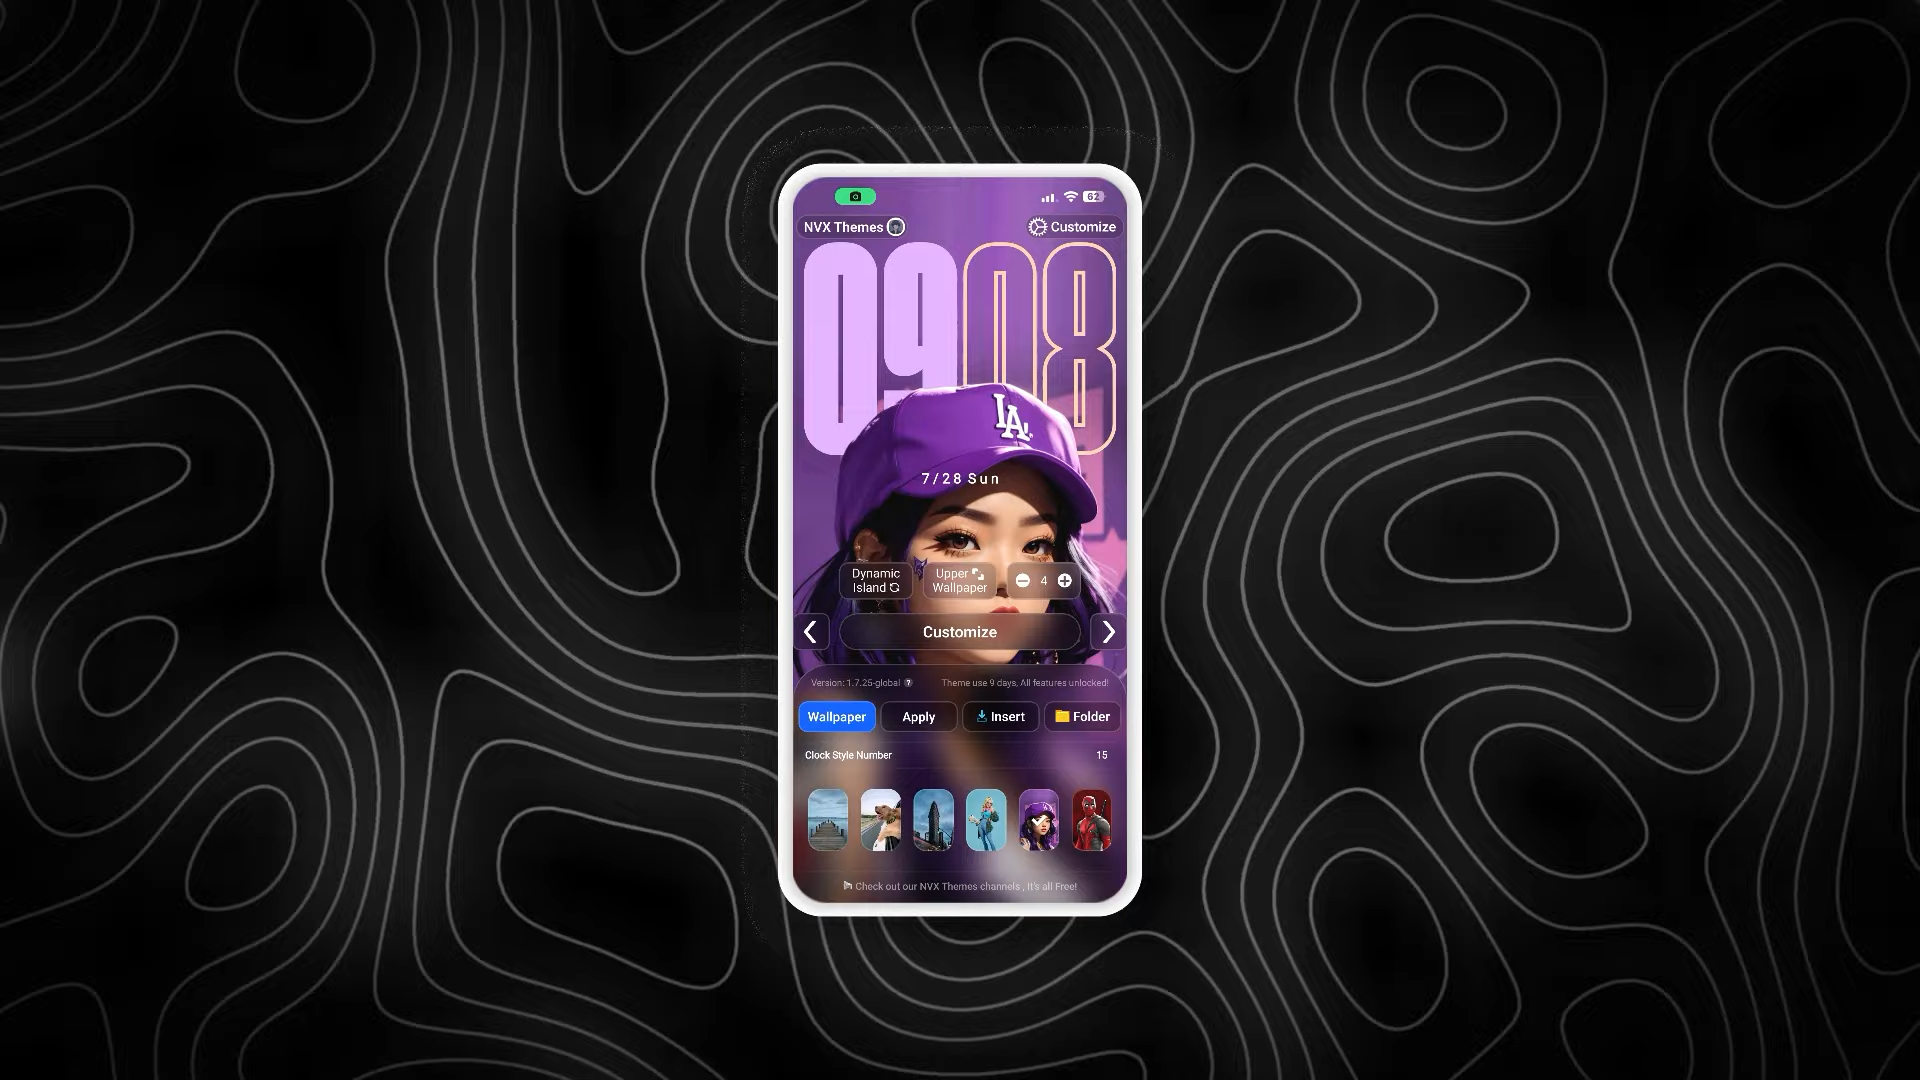 62
NVX Themes
Customize
09 08
LA
7/28 Sun
Dynamic
Island
Upper
Wallpaper
4
Customize
Version: 1.7.25-global ?
Theme use 9 days, All features unlocked!
Wallpaper
Apply
Insert
Folder
Clock Style Number
15
Check out our NVX Themes channels , It's all Free!